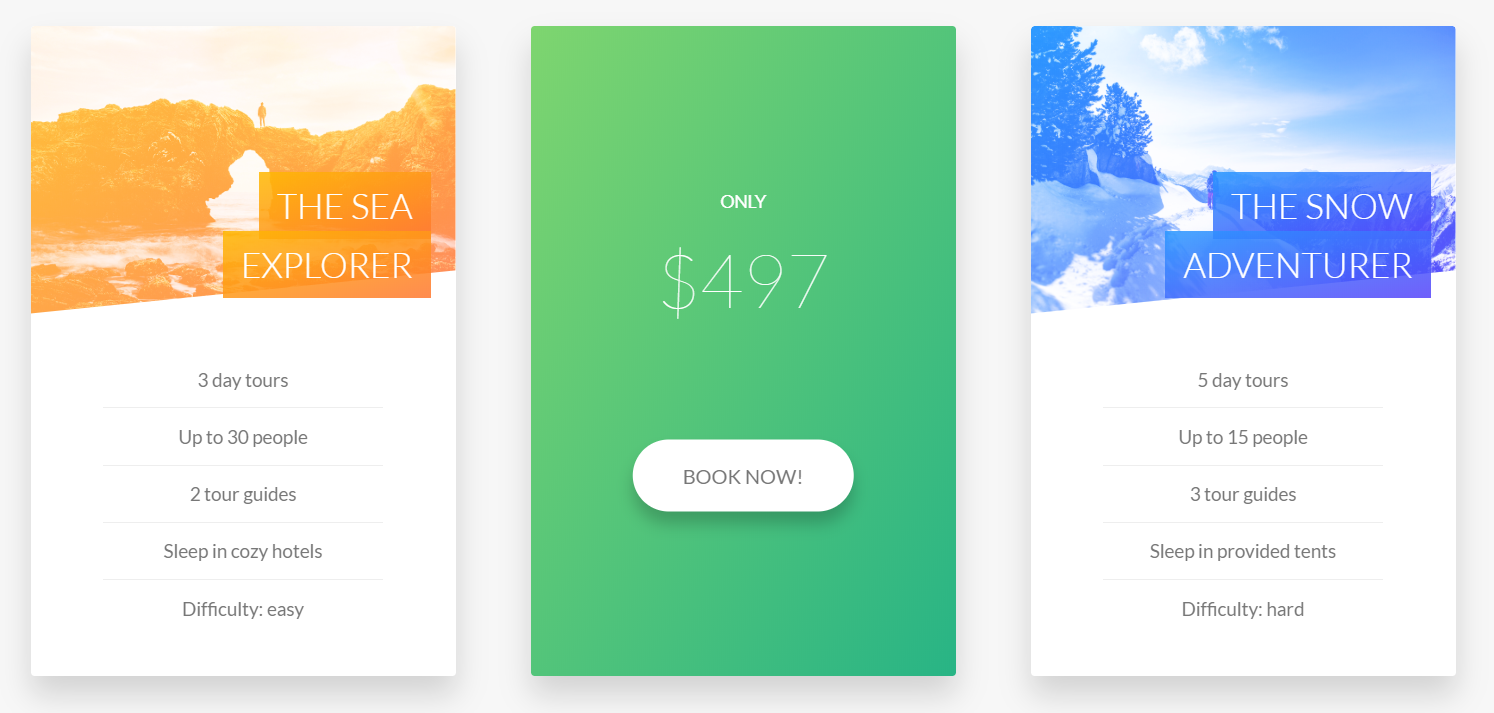 THE SEA
EXPLORER
3 day tours
Up to 30 people
2 tour guides
Sleep in cozy hotels
Difficulty: easy
ONLY
$497
BOOK NOW!
THE SNOW
ADVENTURER
5 day tours
Up to 15 people
3 tour guides
Sleep in provided tents
Difficulty: hard